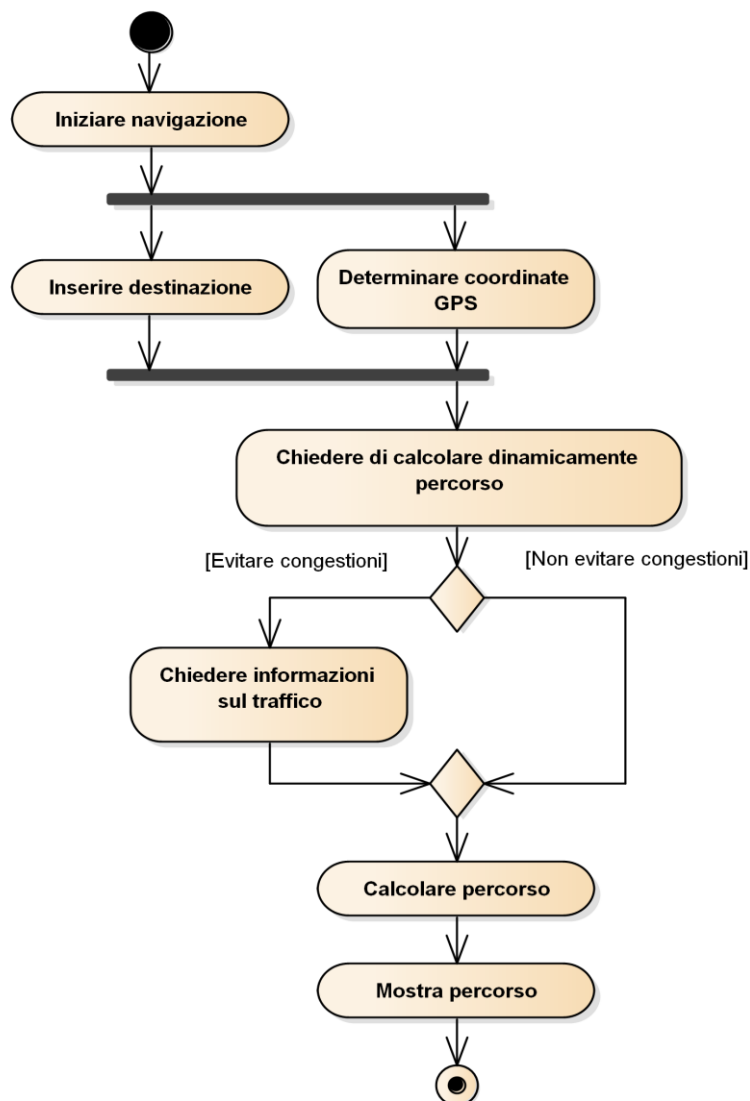 Iniziare navigazione
Inserire destinazione
Determinare coordinate
GPS
Chiedere di calcolare dinamicamente
percorso
[Evitare congestioni]
[Non evitare congestioni]
Chiedere informazioni
sul traffico
Calcolare percorso
Mostra percorso